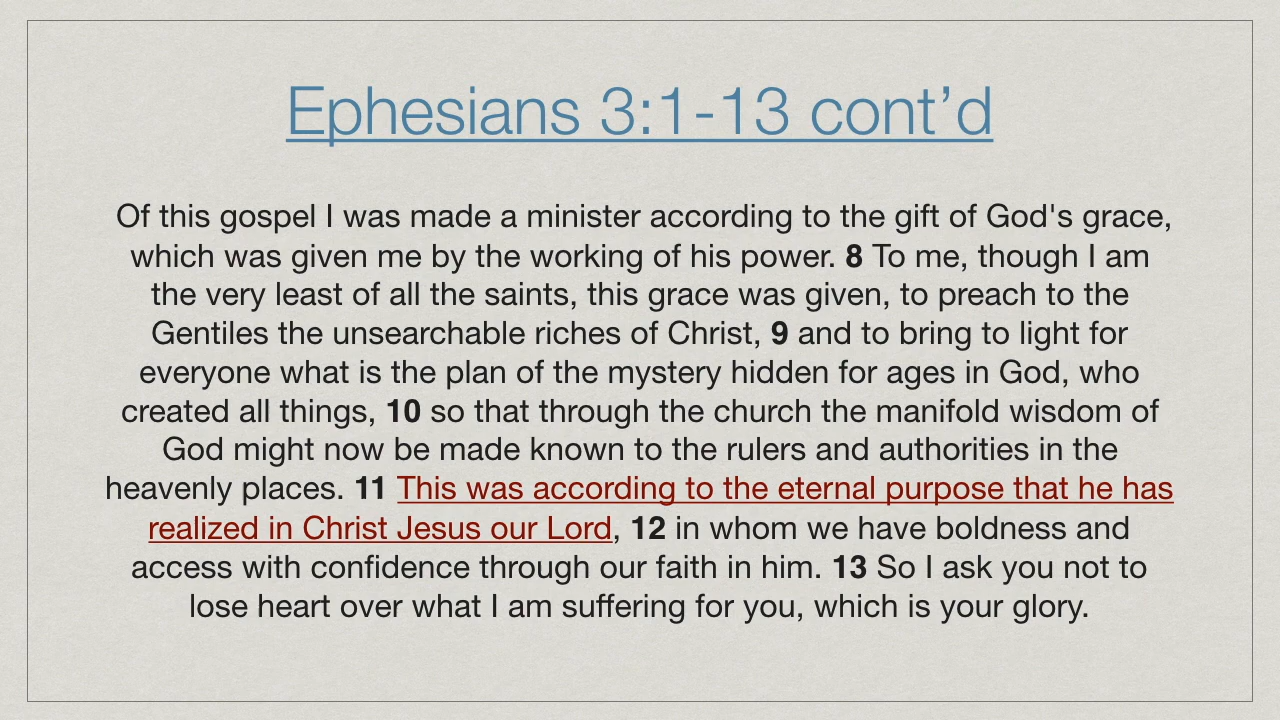 Ephesians 3:1-13 cont’d
Of this gospel I was made a minister according to the gift of God's grace,
which was given me by the working of his power. 8 To me, though I am
the very least of all the saints, this grace was given, to preach to the
Gentiles the unsearchable riches of Christ, 9 and to bring to light for
everyone what is the plan of the mystery hidden for ages in God, who
created all things, 10 so that through the church the manifold wisdom of
God might now be made known to the rulers and authorities in the
heavenly places. 11 This was according to the eternal purpose that he has
realized in Christ Jesus our Lord, 12 in whom we have boldness and
access with confidence through our faith in him. 13 So I ask you not to
lose heart over what I am suffering for you, which is your glory.